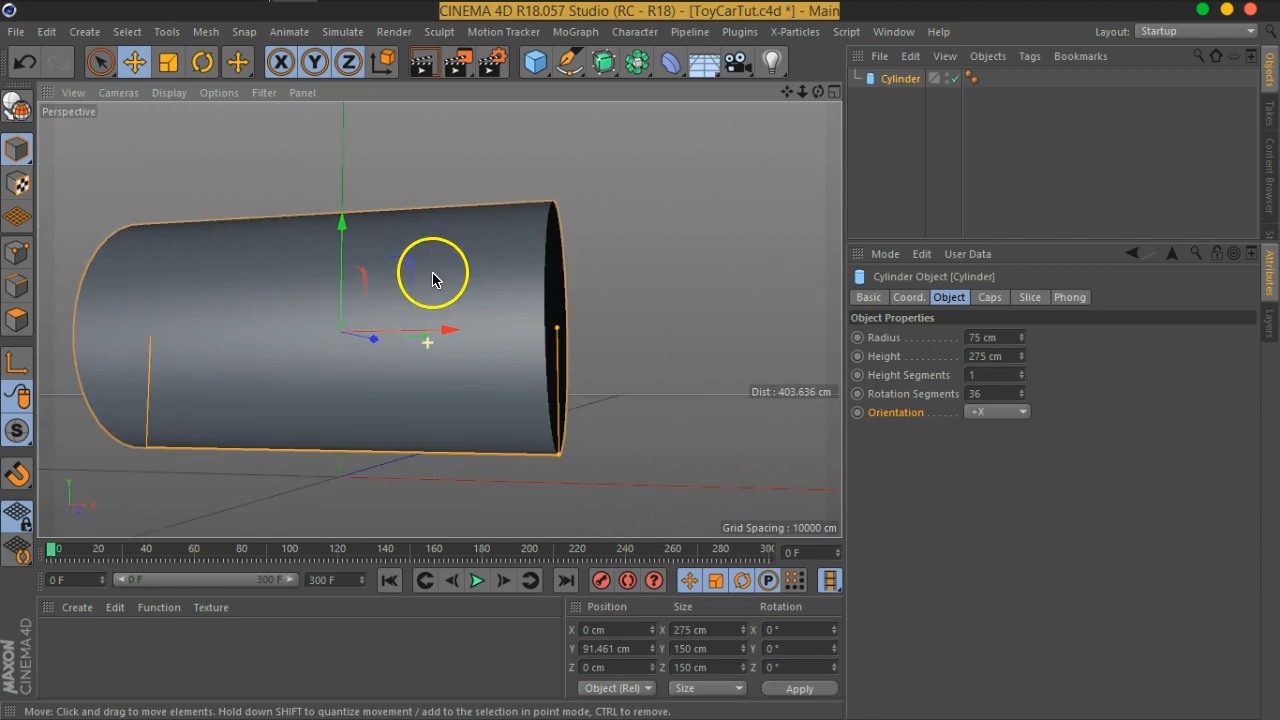 CINEMA 4D R18.057 Studio (RC - R18) - [ToyCarTut.c4d *] - Main
File Edit Create Select Tools Mesh Snap Animate Simulate Render Sculpt Motion Tracker MoGraph Character Pipeline Plugins X-Particles Script Window Help Layout: Startup
View Cameras Display Options Filter Panel
File Edit View Objects Tags Bookmarks
Cylinder
Perspective
Objects
Takes
Content Browser
Mode Edit User Data
Cylinder Object [Cylinder]
Basic Coord. Object Caps Slice Phong
Object Properties
Radius 75 cm
Height 275 cm
Height Segments 1
Rotation Segments 36
Orientation +X
Attributes
Layers
Dist : 403.636 cm
Y
X
Z
Grid Spacing : 10000 cm
0 20 40 60 80 100 120 140 160 180 200 220 240 260 280 300 0 F
0 F 0 F 300 F 300 F
Create Edit Function Texture
Position Size Rotation
X 0 cm X 275 cm X 0 °
Y 91.461 cm Y 150 cm Y 0 °
Z 0 cm Z 150 cm Z 0 °
Object (Rel) Size Apply
MAXON
CINEMA 4D
Move: Click and drag to move elements. Hold down SHIFT to quantize movement / add to the selection in point mode, CTRL to remove.